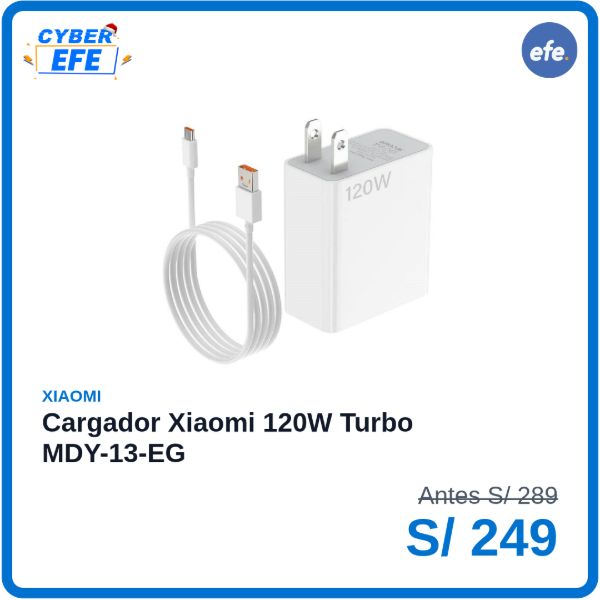 CYBER
EFE
efe.
120W
XIAOMI
Cargador Xiaomi 120W Turbo
MDY-13-EG
Antes S/ 289
S/ 249